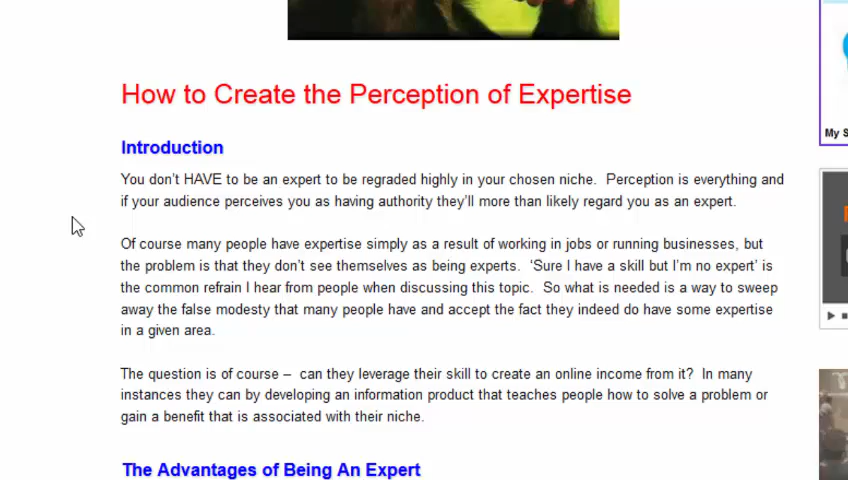 How to Create the Perception of Expertise
Introduction
You don't HAVE to be an expert to be regraded highly in your chosen niche.  Perception is everything and
if your audience perceives you as having authority they'll more than likely regard you as an expert.
Of course many people have expertise simply as a result of working in jobs or running businesses, but
the problem is that they don't see themselves as being experts.  'Sure I have a skill but I'm no expert' is
the common refrain I hear from people when discussing this topic.  So what is needed is a way to sweep
away the false modesty that many people have and accept the fact they indeed do have some expertise
in a given area.
The question is of course –  can they leverage their skill to create an online income from it?  In many
instances they can by developing an information product that teaches people how to solve a problem or
gain a benefit that is associated with their niche.
The Advantages of Being An Expert
My S